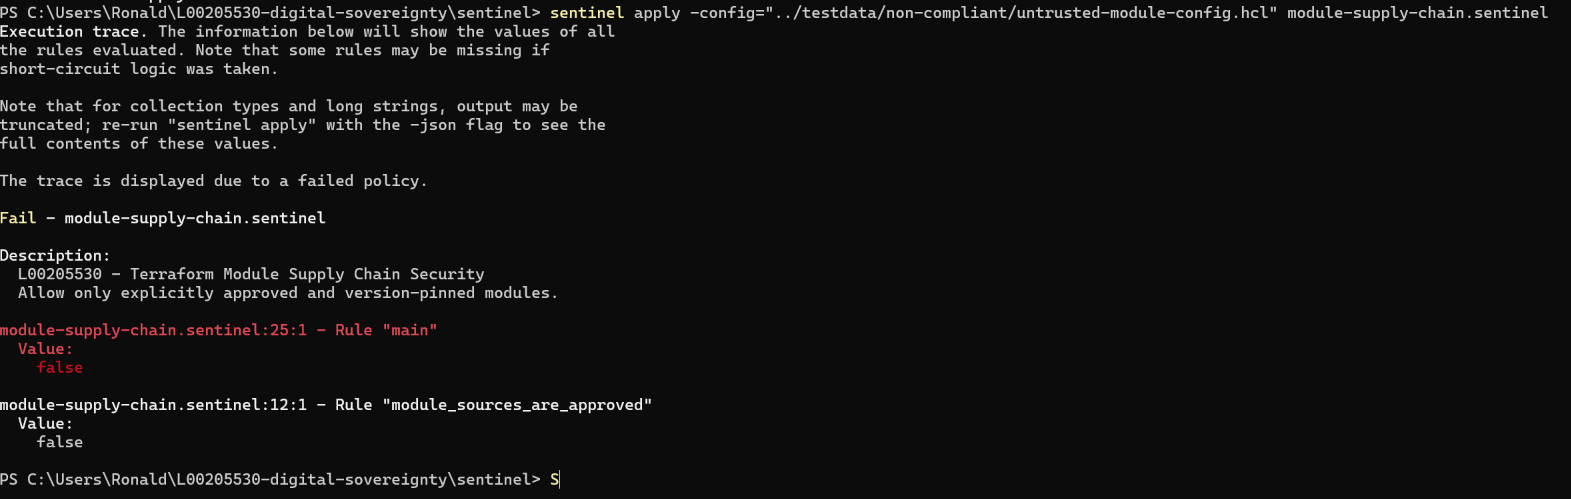 PS C:\Users\Ronald\L00205530-digital-sovereignty\sentinel> sentinel apply -config="../testdata/non-compliant/untrusted-module-config.hcl" module-supply-chain.sentinel
Execution trace. The information below will show the values of all
the rules evaluated. Note that some rules may be missing if
short-circuit logic was taken.

Note that for collection types and long strings, output may be
truncated; re-run "sentinel apply" with the -json flag to see the
full contents of these values.

The trace is displayed due to a failed policy.

Fail - module-supply-chain.sentinel

Description:
  L00205530 - Terraform Module Supply Chain Security
  Allow only explicitly approved and version-pinned modules.

module-supply-chain.sentinel:25:1 - Rule "main"
  Value:
    false

module-supply-chain.sentinel:12:1 - Rule "module_sources_are_approved"
  Value:
    false

PS C:\Users\Ronald\L00205530-digital-sovereignty\sentinel> S